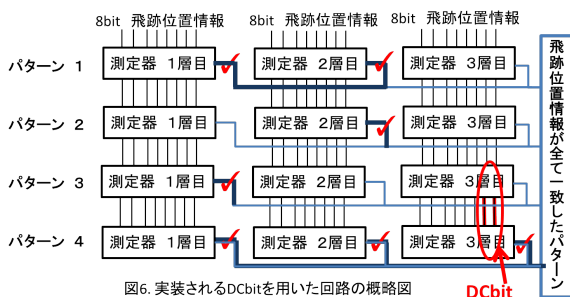 8bit 飛跡位置情報 8bit 飛跡位置情報 8bit 飛跡位置情報
パターン 1 測定器 1層目 測定器 2層目 測定器 3層目
パターン 2 測定器 1層目 測定器 2層目 測定器 3層目
パターン 3 測定器 1層目 測定器 2層目 測定器 3層目
パターン 4 測定器 1層目 測定器 2層目 測定器 3層目
飛跡位置情報が全て一致したパターン
図6. 実装されるDCbitを用いた回路の概略図
DCbit